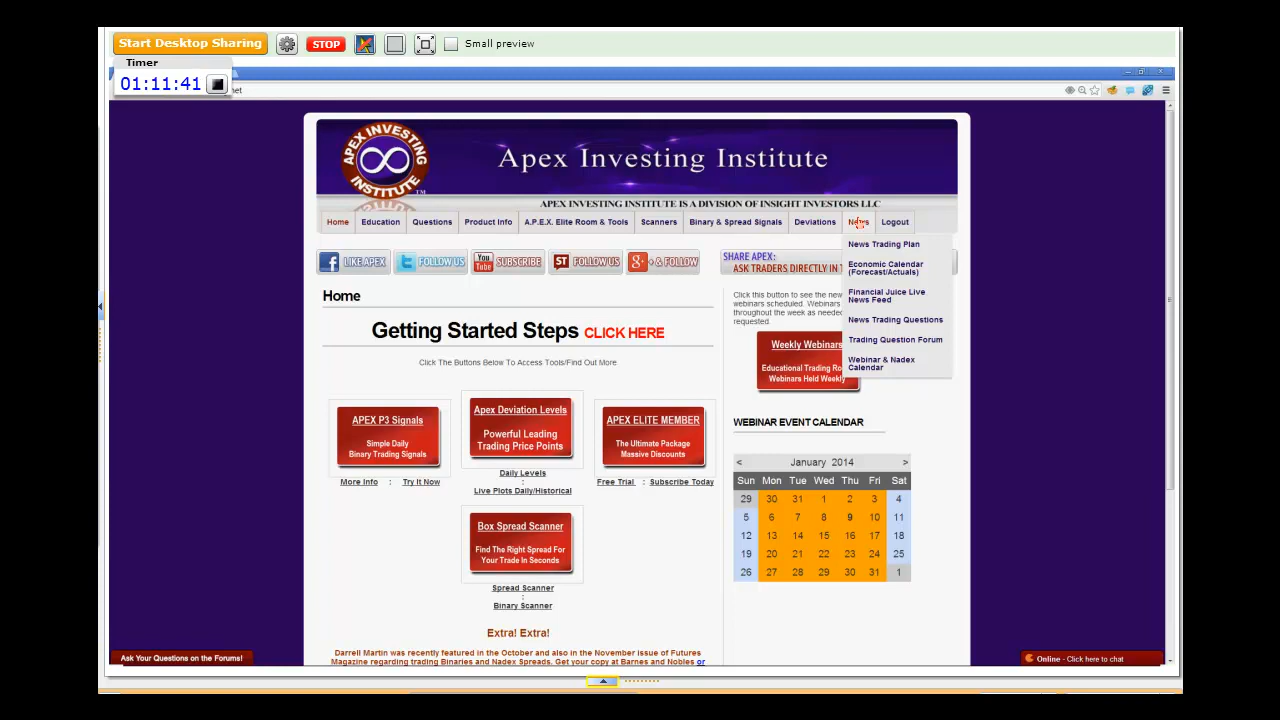 Start Desktop Sharing
STOP
Small preview
Timer
01:11:41
net
APEX INVESTING INSTITUTE
TM
Apex Investing Institute
APEX INVESTING INSTITUTE IS A DIVISION OF INSIGHT INVESTORS LLC
Home
Education
Questions
Product Info
A.P.E.X. Elite Room & Tools
Scanners
Binary & Spread Signals
Deviations
News
Logout
News Trading Plan
Economic Calendar
(Forecast/Actuals)
Financial Juice Live
News Feed
News Trading Questions
Trading Question Forum
Webinar & Nadex
Calendar
LIKE APEX
FOLLOW US
You Tube SUBSCRIBE
ST FOLLOW US
g+ + & FOLLOW
SHARE APEX:
ASK TRADERS DIRECTLY IN
Home
Getting Started Steps CLICK HERE
Click The Buttons Below To Access Tools/Find Out More
APEX P3 Signals
Simple Daily
Binary Trading Signals
More Info : Try It Now
Apex Deviation Levels
Powerful Leading
Trading Price Points
Daily Levels
:
Live Plots Daily/Historical
APEX ELITE MEMBER
The Ultimate Package
Massive Discounts
Free Trial : Subscribe Today
Box Spread Scanner
Find The Right Spread For
Your Trade In Seconds
Spread Scanner
:
Binary Scanner
Extra! Extra!
Darrell Martin was recently featured in the October and also in the November issue of Futures
Magazine regarding trading Binaries and Nadex Spreads. Get your copy at Barnes and Nobles or
Click this button to see the new
webinars scheduled. Webinars
throughout the week as needed
requested.
Weekly Webinars
Educational Trading Ro
Webinars Held Weekly
WEBINAR EVENT CALENDAR
< January 2014 >
Sun Mon Tue Wed Thu Fri Sat
29 30 31 1 2 3 4
5 6 7 8 9 10 11
12 13 14 15 16 17 18
19 20 21 22 23 24 25
26 27 28 29 30 31 1
Ask Your Questions on the Forums!
Online - Click here to chat